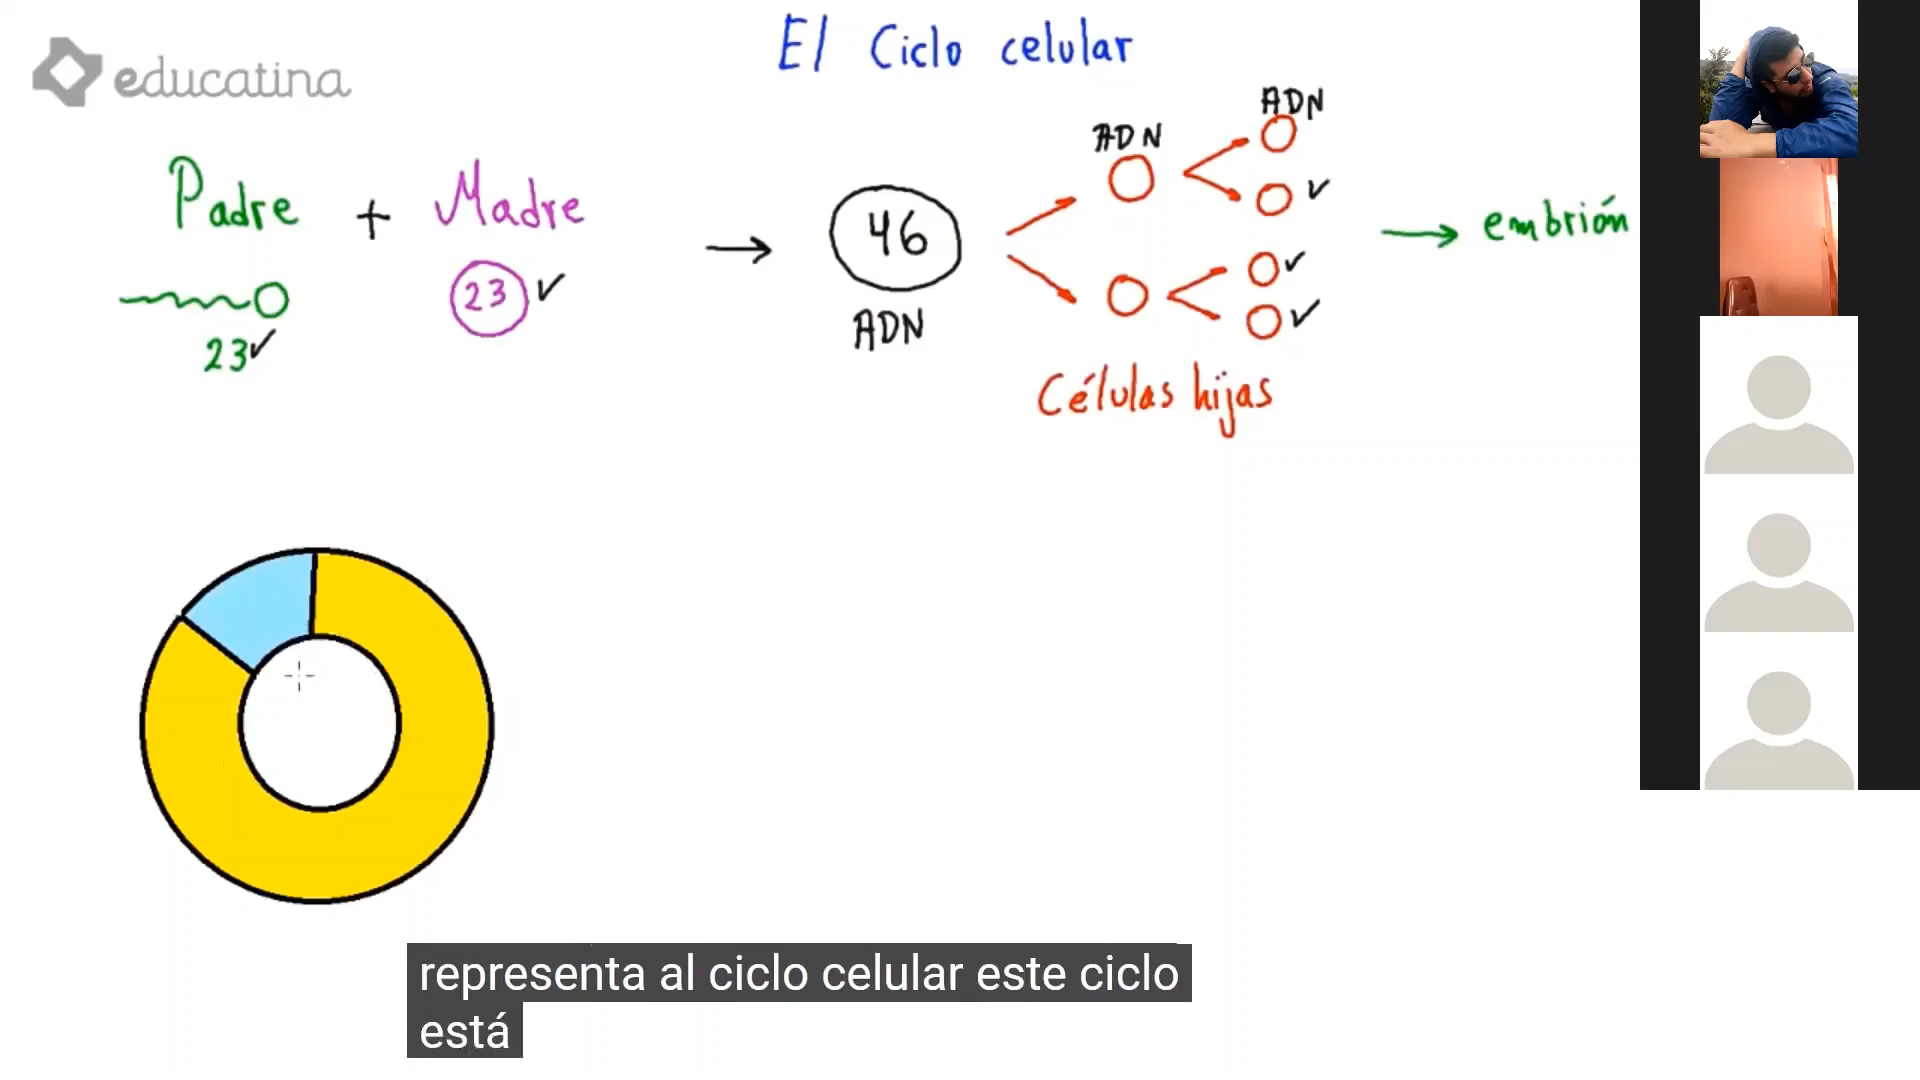 El Ciclo celular
educatina
Padre + Madre
23
23
46
ADN
ADN
ADN
Células hijas
embrión
representa al ciclo celular este ciclo
está